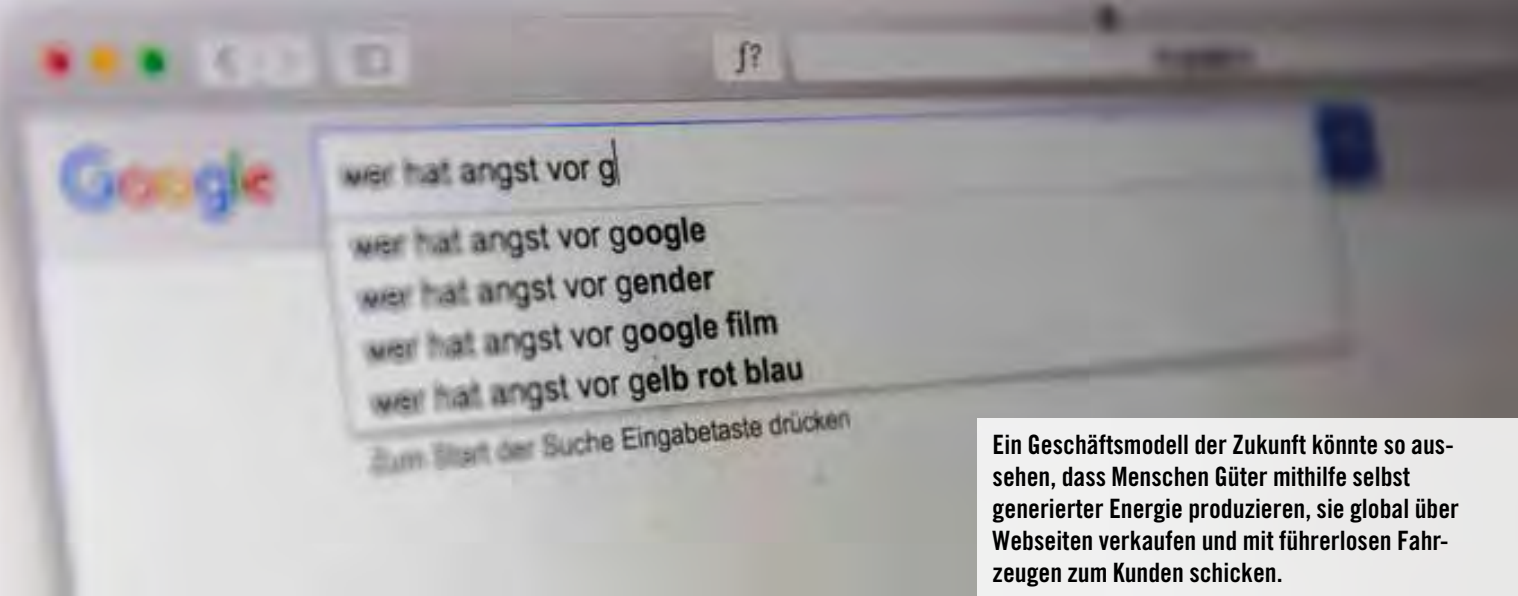 ſ?
Google
wer hat angst vor g
wer hat angst vor google
wer hat angst vor gender
wer hat angst vor google film
wer hat angst vor gelb rot blau
Zum Start der Suche Eingabetaste drücken
Ein Geschäftsmodell der Zukunft könnte so aus-
sehen, dass Menschen Güter mithilfe selbst
generierter Energie produzieren, sie global über
Webseiten verkaufen und mit führerlosen Fahr-
zeugen zum Kunden schicken.